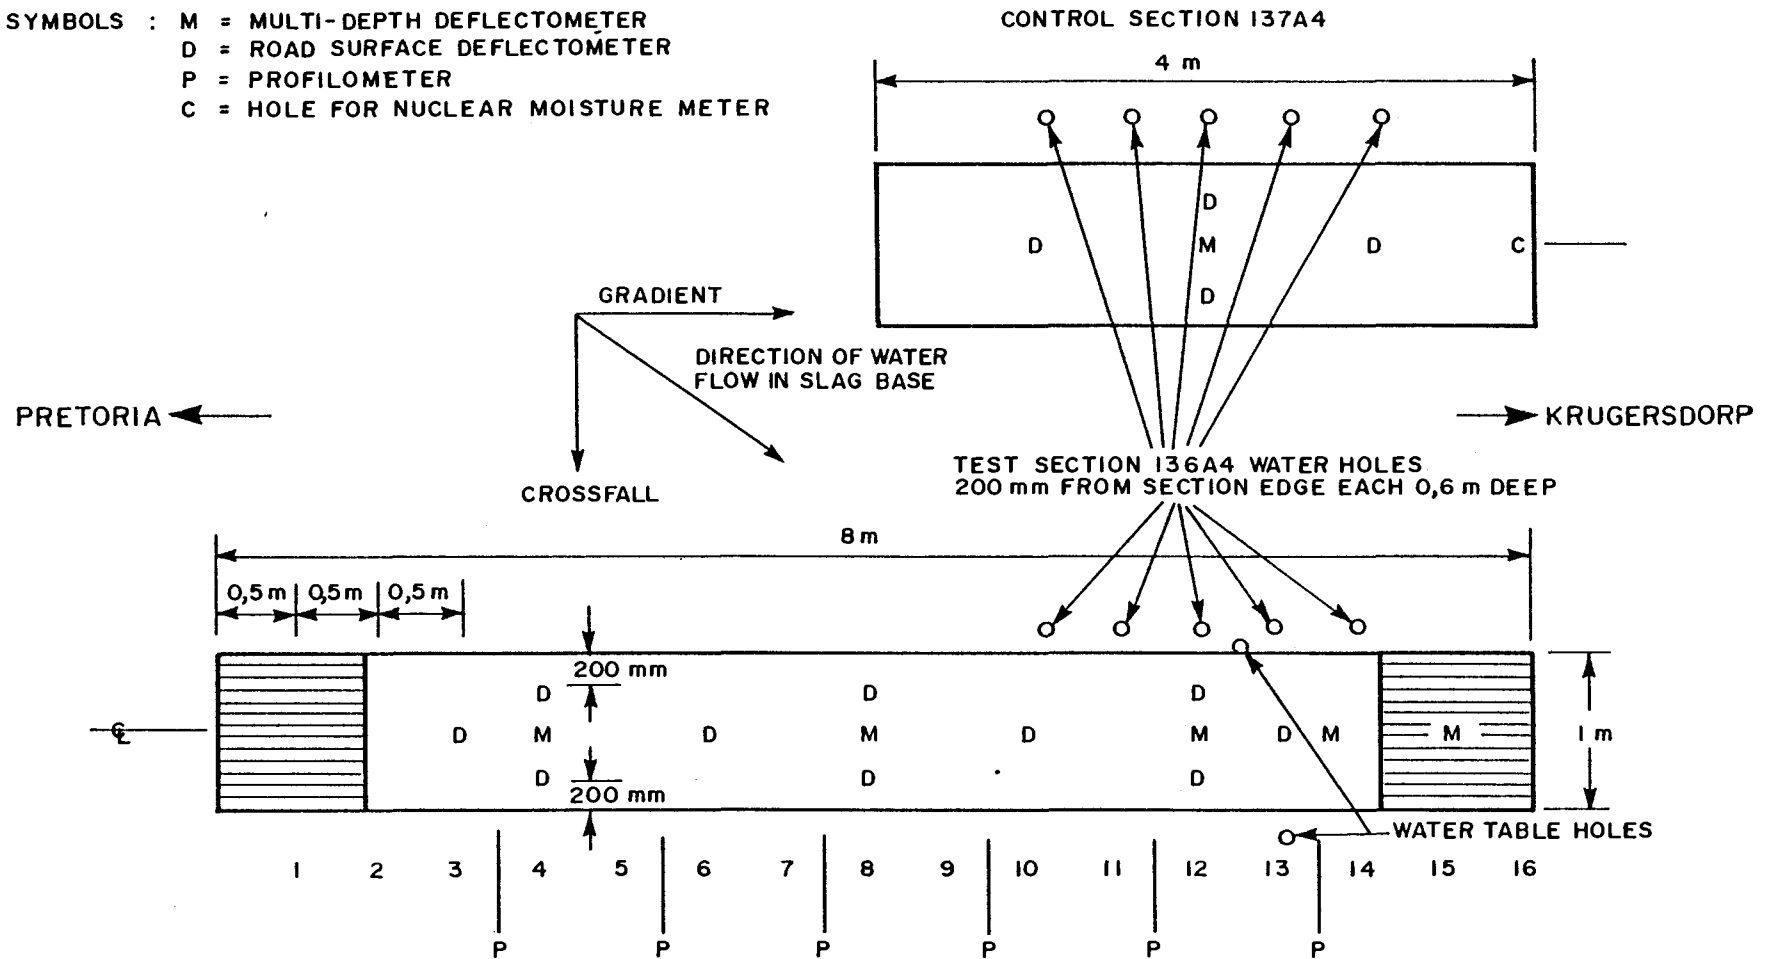 SYMBOLS : M = MULTI-DEPTH DEFLECTOMETER
D = ROAD SURFACE DEFLECTOMETER
P = PROFILOMETER
C = HOLE FOR NUCLEAR MOISTURE METER
CONTROL SECTION 137A4
4 m
D
D M D C
D
GRADIENT
DIRECTION OF WATER
FLOW IN SLAG BASE
PRETORIA
KRUGERSDORP
CROSSFALL
TEST SECTION 136A4 WATER HOLES
200 mm FROM SECTION EDGE EACH 0,6 m DEEP
8 m
0,5 m 0,5 m 0,5 m
200 mm
D D D
℄ D M D M D M D M M 1 m
D D D
200 mm
WATER TABLE HOLES
1 2 3 4 5 6 7 8 9 10 11 12 13 14 15 16
P P P P P P